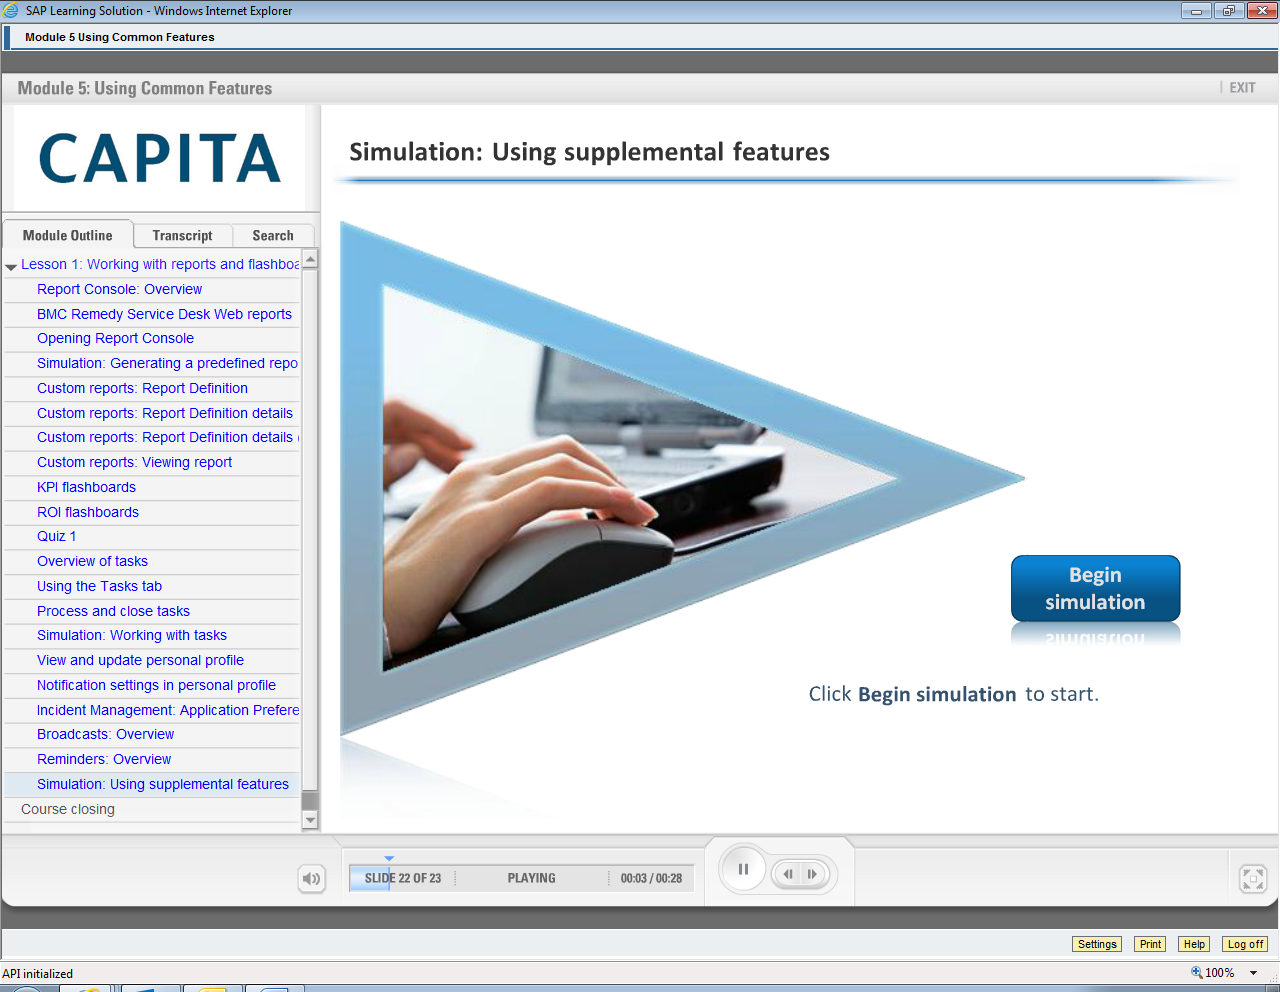 SAP Learning Solution - Windows Internet Explorer
Module 5 Using Common Features
Module 5: Using Common Features
EXIT
CAPITA
Simulation: Using supplemental features
Module Outline
Transcript
Search
Lesson 1: Working with reports and flashboa
Report Console: Overview
BMC Remedy Service Desk Web reports
Opening Report Console
Simulation: Generating a predefined repo
Custom reports: Report Definition
Custom reports: Report Definition details
Custom reports: Report Definition details (
Custom reports: Viewing report
KPI flashboards
ROI flashboards
Quiz 1
Overview of tasks
Using the Tasks tab
Process and close tasks
Simulation: Working with tasks
View and update personal profile
Notification settings in personal profile
Incident Management: Application Prefere
Broadcasts: Overview
Reminders: Overview
Simulation: Using supplemental features
Course closing
Begin
simulation
Click Begin simulation to start.
SLIDE 22 OF 23
PLAYING
00:03 / 00:28
Settings
Print
Help
Log off
API initialized
100%